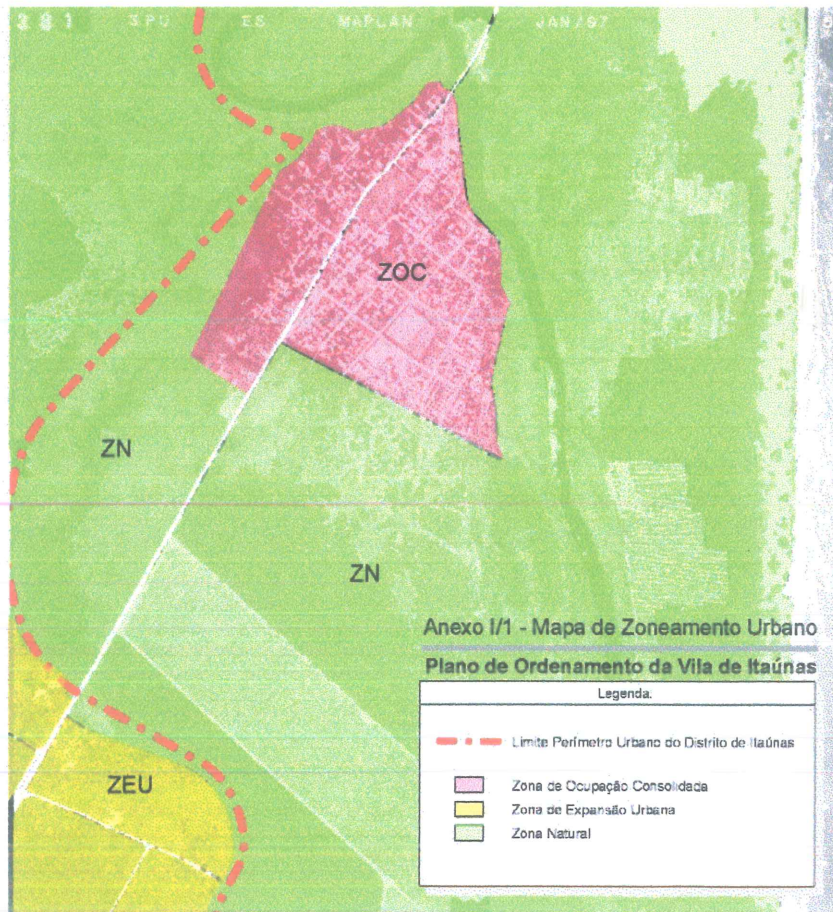 381 SPU ES MAPLAN JAN/97
ZOC
ZN
ZN
Anexo I/1 - Mapa de Zoneamento Urbano
Plano de Ordenamento da Vila de Itaúnas
Legenda:
Limite Perímetro Urbano do Distrito de Itaúnas
ZEU
Zona de Ocupação Consolidada
Zona de Expansão Urbana
Zona Natural